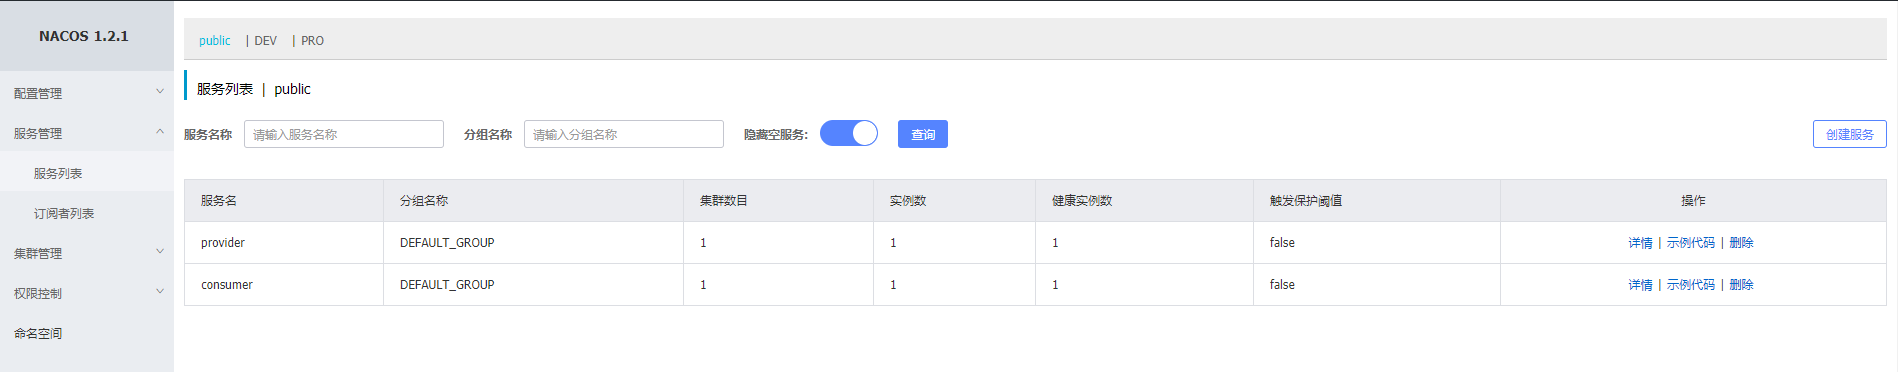 NACOS 1.2.1
配置管理
服务管理
服务列表
订阅者列表
集群管理
权限控制
命名空间
public | DEV | PRO
服务列表 | public
服务名称 请输入服务名称 分组名称 请输入分组名称 隐藏空服务: 查询 创建服务
服务名 分组名称 集群数目 实例数 健康实例数 触发保护阈值 操作
provider DEFAULT_GROUP 1 1 1 false 详情 | 示例代码 | 删除
consumer DEFAULT_GROUP 1 1 1 false 详情 | 示例代码 | 删除